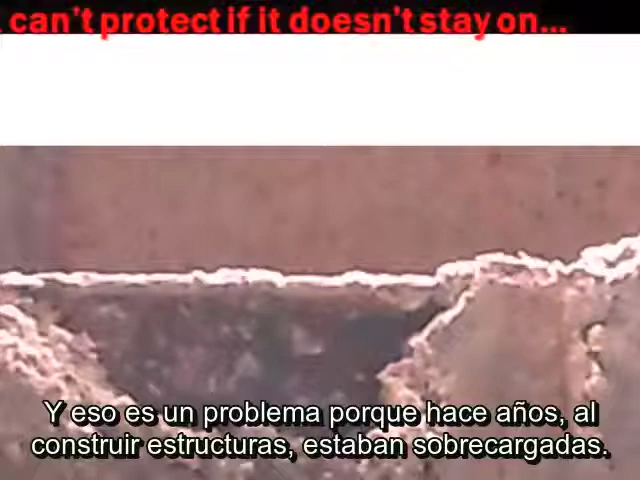 can't protect if it doesn't stay on...
Y eso es un problema porque hace años, al
construir estructuras, estaban sobrecargadas.